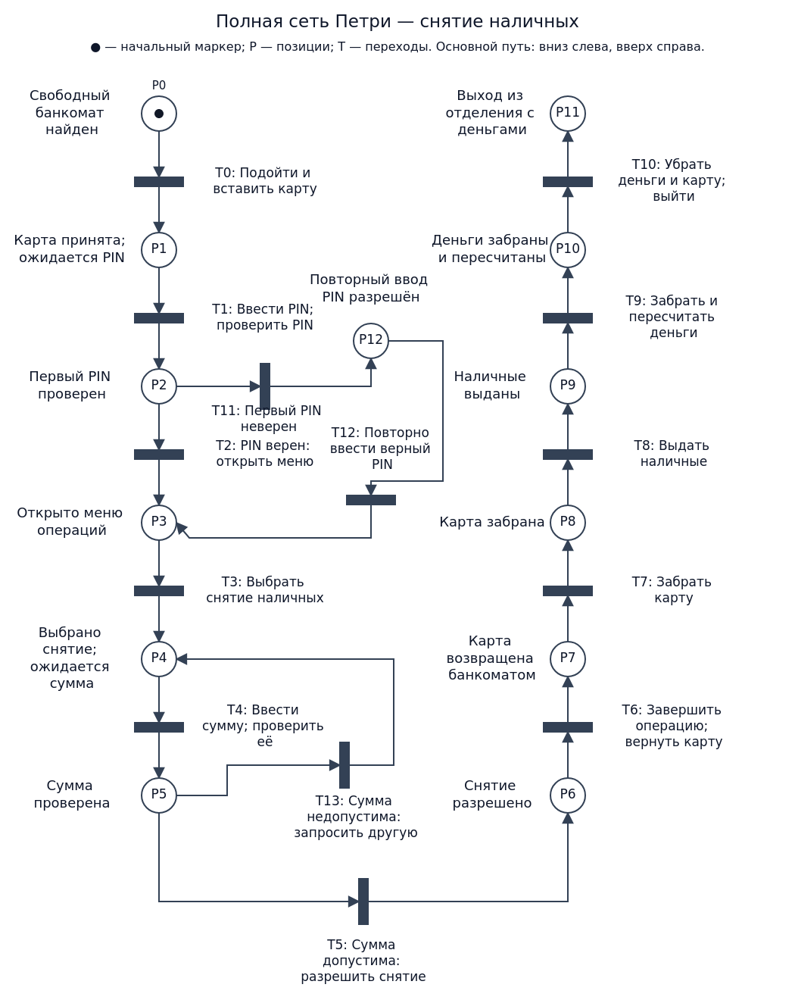 Полная сеть Петри — снятие наличных
● — начальный маркер; P — позиции; T — переходы. Основной путь: вниз слева, вверх справа.
P0
Свободный
банкомат
найден
T0: Подойти и
вставить карту
Карта принята;
ожидается PIN
P1
T1: Ввести PIN;
проверить PIN
Повторный ввод
PIN разрешён
P12
Первый PIN
проверен
P2
T11: Первый PIN
неверен
T2: PIN верен:
открыть меню
T12: Повторно
ввести верный
PIN
Открыто меню
операций
P3
T3: Выбрать
снятие наличных
Выбрано
снятие;
ожидается
сумма
P4
T4: Ввести
сумму; проверить
её
Сумма
проверена
P5
T13: Сумма
недопустима:
запросить другую
T5: Сумма
допустима:
разрешить снятие
Выход из
отделения с
деньгами
P11
T10: Убрать
деньги и карту;
выйти
Деньги забраны
и пересчитаны
P10
T9: Забрать и
пересчитать
деньги
Наличные
выданы
P9
T8: Выдать
наличные
Карта забрана
P8
T7: Забрать
карту
Карта
возвращена
банкоматом
P7
T6: Завершить
операцию;
вернуть карту
Снятие
разрешено
P6